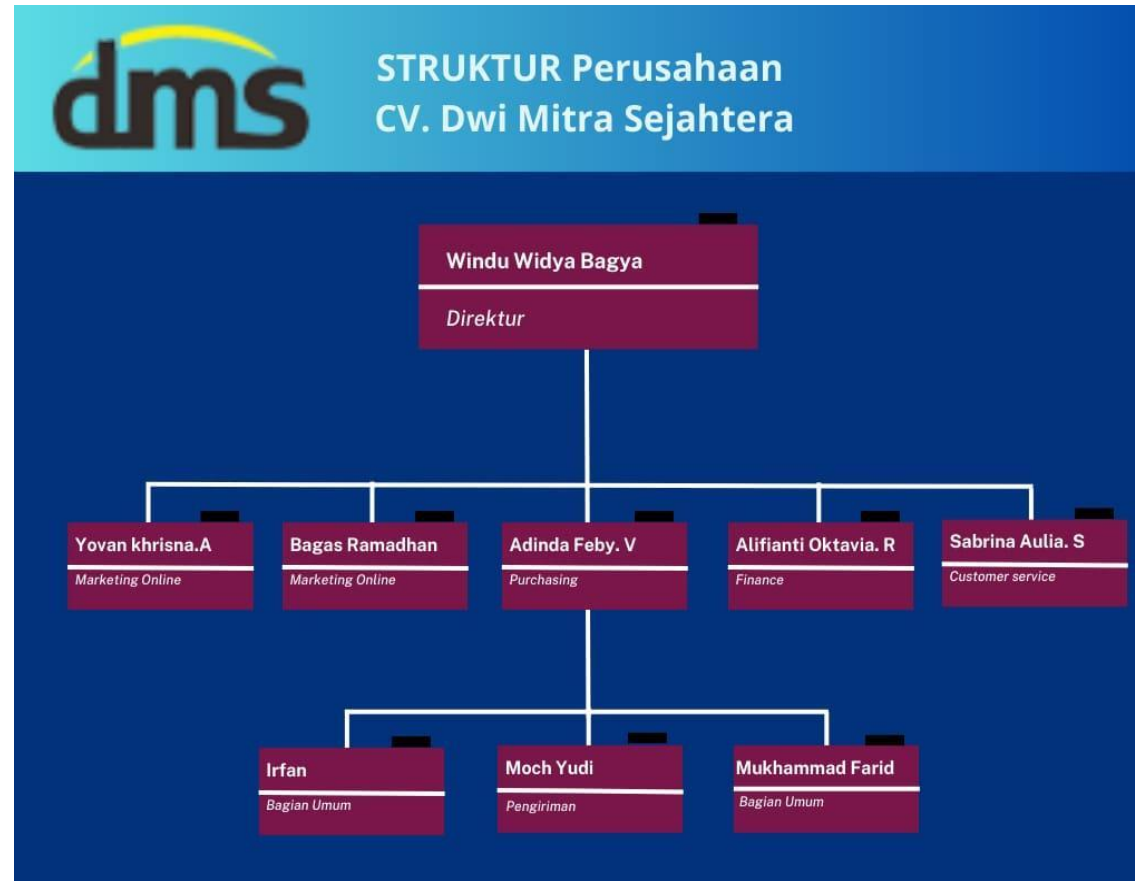 dms
STRUKTUR Perusahaan
CV. Dwi Mitra Sejahtera
Windu Widya Bagya
Direktur
Yovan khrisna.A
Marketing Online
Bagas Ramadhan
Marketing Online
Adinda Feby. V
Purchasing
Alifianti Oktavia. R
Finance
Sabrina Aulia. S
Customer service
Irfan
Bagian Umum
Moch Yudi
Pengiriman
Mukhammad Farid
Bagian Umum